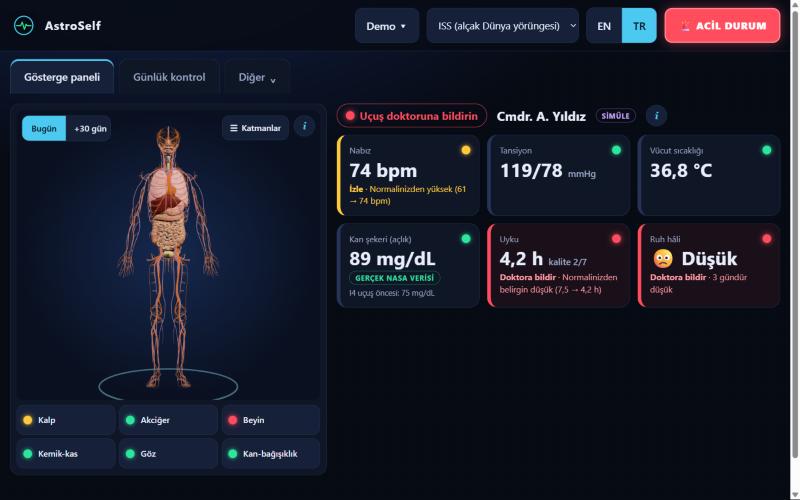 AstroSelf
Demo ▾
ISS (alçak Dünya yörüngesi)
EN
TR
🚨 ACİL DURUM
Gösterge paneli
Günlük kontrol
Diğer
Bugün
+30 gün
☰ Katmanlar
i
Uçuş doktoruna bildirin
Cmdr. A. Yıldız
SİMÜLE
i
Nabız
74 bpm
İzle · Normalinizden yüksek (61
→ 74 bpm)
Tansiyon
119/78 mmHg
Vücut sıcaklığı
36,8 °C
Kan şekeri (açlık)
89 mg/dL
GERÇEK NASA VERİSİ
I4 uçuş öncesi: 75 mg/dL
Uyku
4,2 h kalite 2/7
Doktora bildir · Normalinizden
belirgin düşük (7,5 → 4,2 h)
Ruh hâli
😟 Düşük
Doktora bildir · 3 gündür
düşük
Kalp
Akciğer
Beyin
Kemik-kas
Göz
Kan-bağışıklık